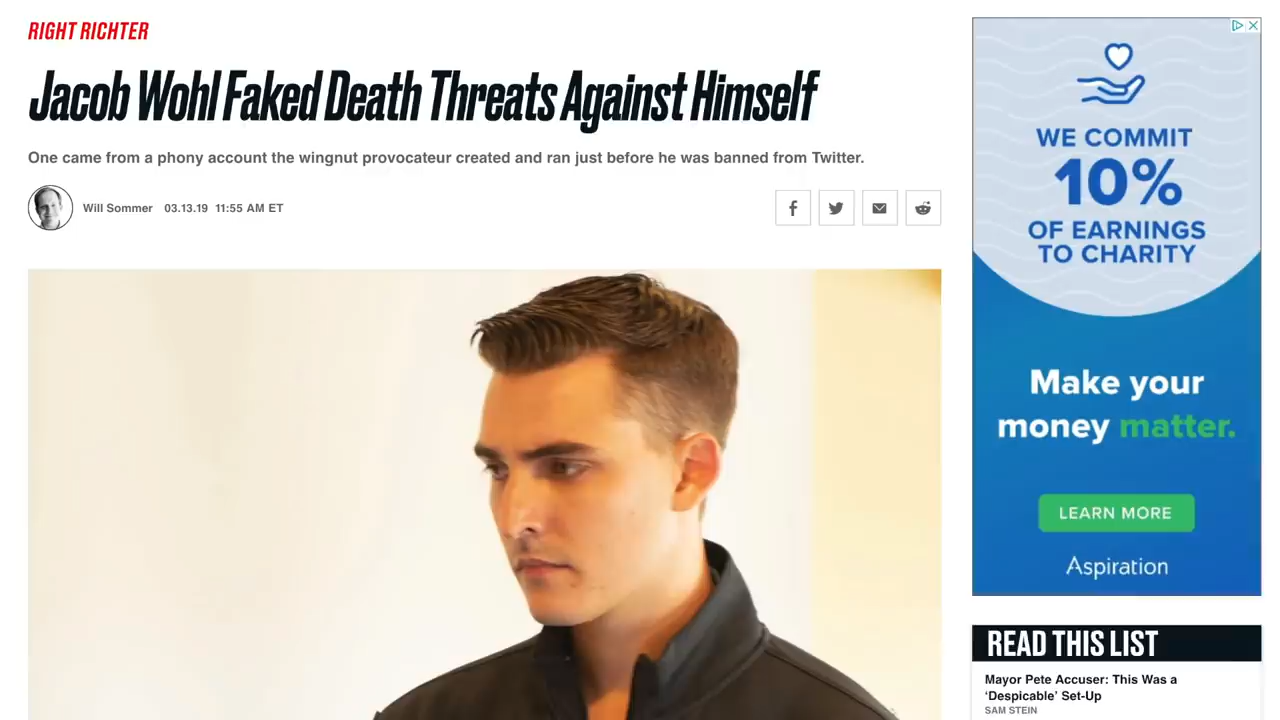 RIGHT RICHTER
Jacob Wohl Faked Death Threats Against Himself
One came from a phony account the wingnut provocateur created and ran just before he was banned from Twitter.
Will Sommer 03.13.19 11:55 AM ET
WE COMMIT
10%
OF EARNINGS
TO CHARITY
Make your
money matter.
LEARN MORE
Aspiration
READ THIS LIST
Mayor Pete Accuser: This Was a
‘Despicable’ Set-Up
SAM STEIN